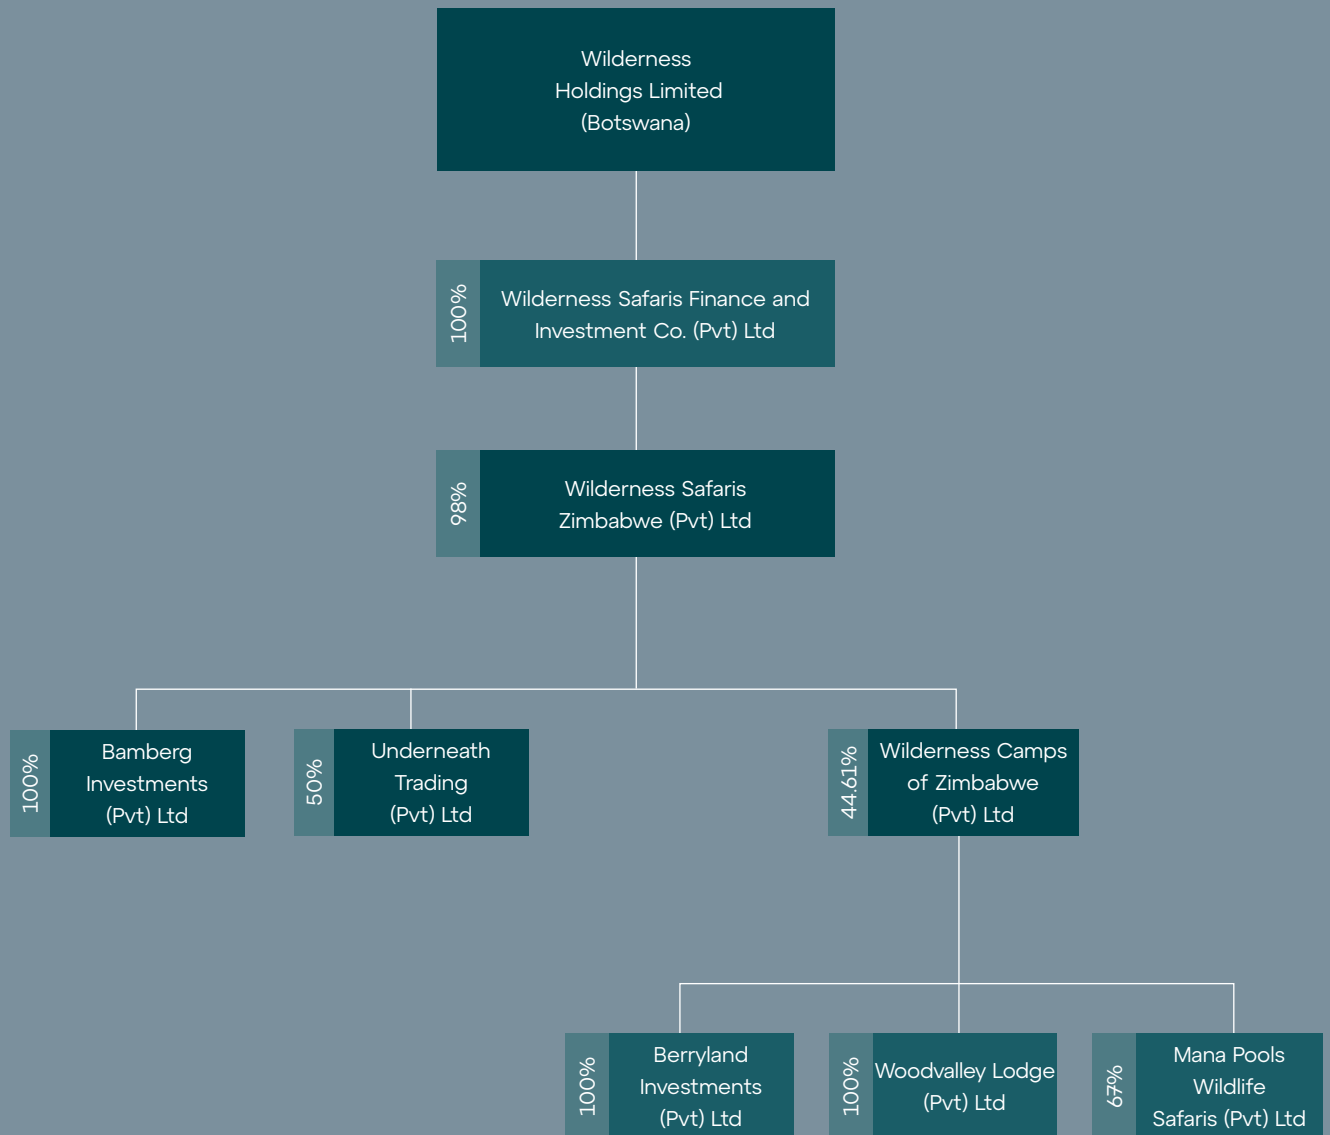 Wilderness
Holdings Limited
(Botswana)
100%
Wilderness Safaris Finance and
Investment Co. (Pvt) Ltd
98%
Wilderness Safaris
Zimbabwe (Pvt) Ltd
100%
Bamberg
Investments
(Pvt) Ltd
50%
Underneath
Trading
(Pvt) Ltd
44.61%
Wilderness Camps
of Zimbabwe
(Pvt) Ltd
100%
Berryland
Investments
(Pvt) Ltd
100%
Woodvalley Lodge
(Pvt) Ltd
67%
Mana Pools
Wildlife
Safaris (Pvt) Ltd